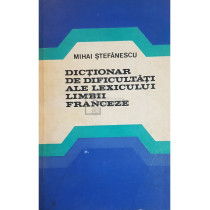 MIHAI ŞTEFĂNESCU
DICŢIONAR
DE DIFICULTĂŢI
ALE LEXICULUI
LIMBII
FRANCEZE